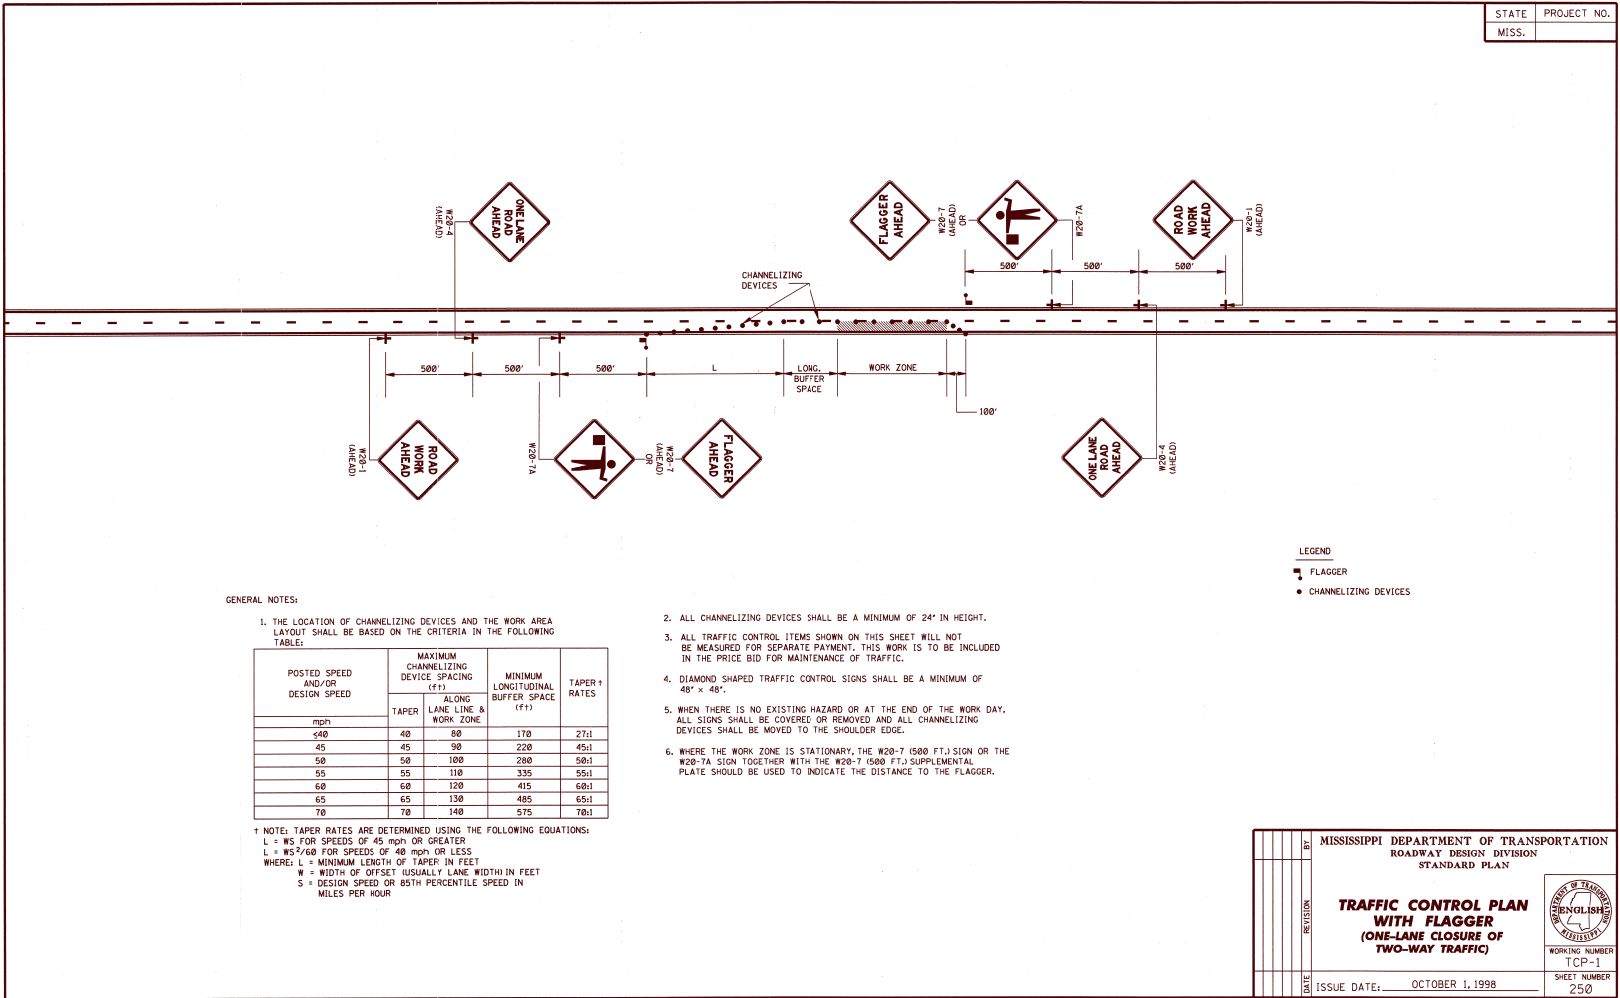 STATE PROJECT NO.
MISS.
ONE LANE
ROAD
AHEAD
W20-4
(AHEAD)
FLAGGER
AHEAD
W20-7
(AHEAD)
OR
W20-7A
ROAD
WORK
AHEAD
W20-1
(AHEAD)
500' 500' 500'
CHANNELIZING
DEVICES
500' 500' 500' L LONG.
BUFFER
SPACE
WORK ZONE
100'
ROAD
WORK
AHEAD
W20-1
(AHEAD)
W20-7A
W20-7
(AHEAD)
OR
FLAGGER
AHEAD
ONE LANE
ROAD
AHEAD
W20-4
(AHEAD)
LEGEND
FLAGGER
CHANNELIZING DEVICES
GENERAL NOTES:
1. THE LOCATION OF CHANNELIZING DEVICES AND THE WORK AREA
LAYOUT SHALL BE BASED ON THE CRITERIA IN THE FOLLOWING
TABLE:
POSTED SPEED
AND/OR
DESIGN SPEED
mph
MAXIMUM
CHANNELIZING
DEVICE SPACING
(ft)
TAPER
ALONG
LANE LINE &
WORK ZONE
MINIMUM
LONGITUDINAL
BUFFER SPACE
(ft)
TAPER †
RATES
≤40 40 80 170 27:1
45 45 90 220 45:1
50 50 100 280 50:1
55 55 110 335 55:1
60 60 120 415 60:1
65 65 130 485 65:1
70 70 140 575 70:1
† NOTE: TAPER RATES ARE DETERMINED USING THE FOLLOWING EQUATIONS:
L = WS FOR SPEEDS OF 45 mph OR GREATER
L = WS²/60 FOR SPEEDS OF 40 mph OR LESS
WHERE: L = MINIMUM LENGTH OF TAPER IN FEET
W = WIDTH OF OFFSET (USUALLY LANE WIDTH) IN FEET
S = DESIGN SPEED OR 85TH PERCENTILE SPEED IN
MILES PER HOUR
2. ALL CHANNELIZING DEVICES SHALL BE A MINIMUM OF 24" IN HEIGHT.
3. ALL TRAFFIC CONTROL ITEMS SHOWN ON THIS SHEET WILL NOT
BE MEASURED FOR SEPARATE PAYMENT. THIS WORK IS TO BE INCLUDED
IN THE PRICE BID FOR MAINTENANCE OF TRAFFIC.
4. DIAMOND SHAPED TRAFFIC CONTROL SIGNS SHALL BE A MINIMUM OF
48" x 48".
5. WHEN THERE IS NO EXISTING HAZARD OR AT THE END OF THE WORK DAY,
ALL SIGNS SHALL BE COVERED OR REMOVED AND ALL CHANNELIZING
DEVICES SHALL BE MOVED TO THE SHOULDER EDGE.
6. WHERE THE WORK ZONE IS STATIONARY, THE W20-7 (500 FT.) SIGN OR THE
W20-7A SIGN TOGETHER WITH THE W20-7 (500 FT.) SUPPLEMENTAL
PLATE SHOULD BE USED TO INDICATE THE DISTANCE TO THE FLAGGER.
BY
REVISION
DATE
MISSISSIPPI DEPARTMENT OF TRANSPORTATION
ROADWAY DESIGN DIVISION
STANDARD PLAN
TRAFFIC CONTROL PLAN
WITH FLAGGER
(ONE-LANE CLOSURE OF
TWO-WAY TRAFFIC)
DEPARTMENT OF TRANSPORTATION
ENGLISH
MISSISSIPPI
WORKING NUMBER
TCP-1
SHEET NUMBER
250
ISSUE DATE: OCTOBER 1, 1998